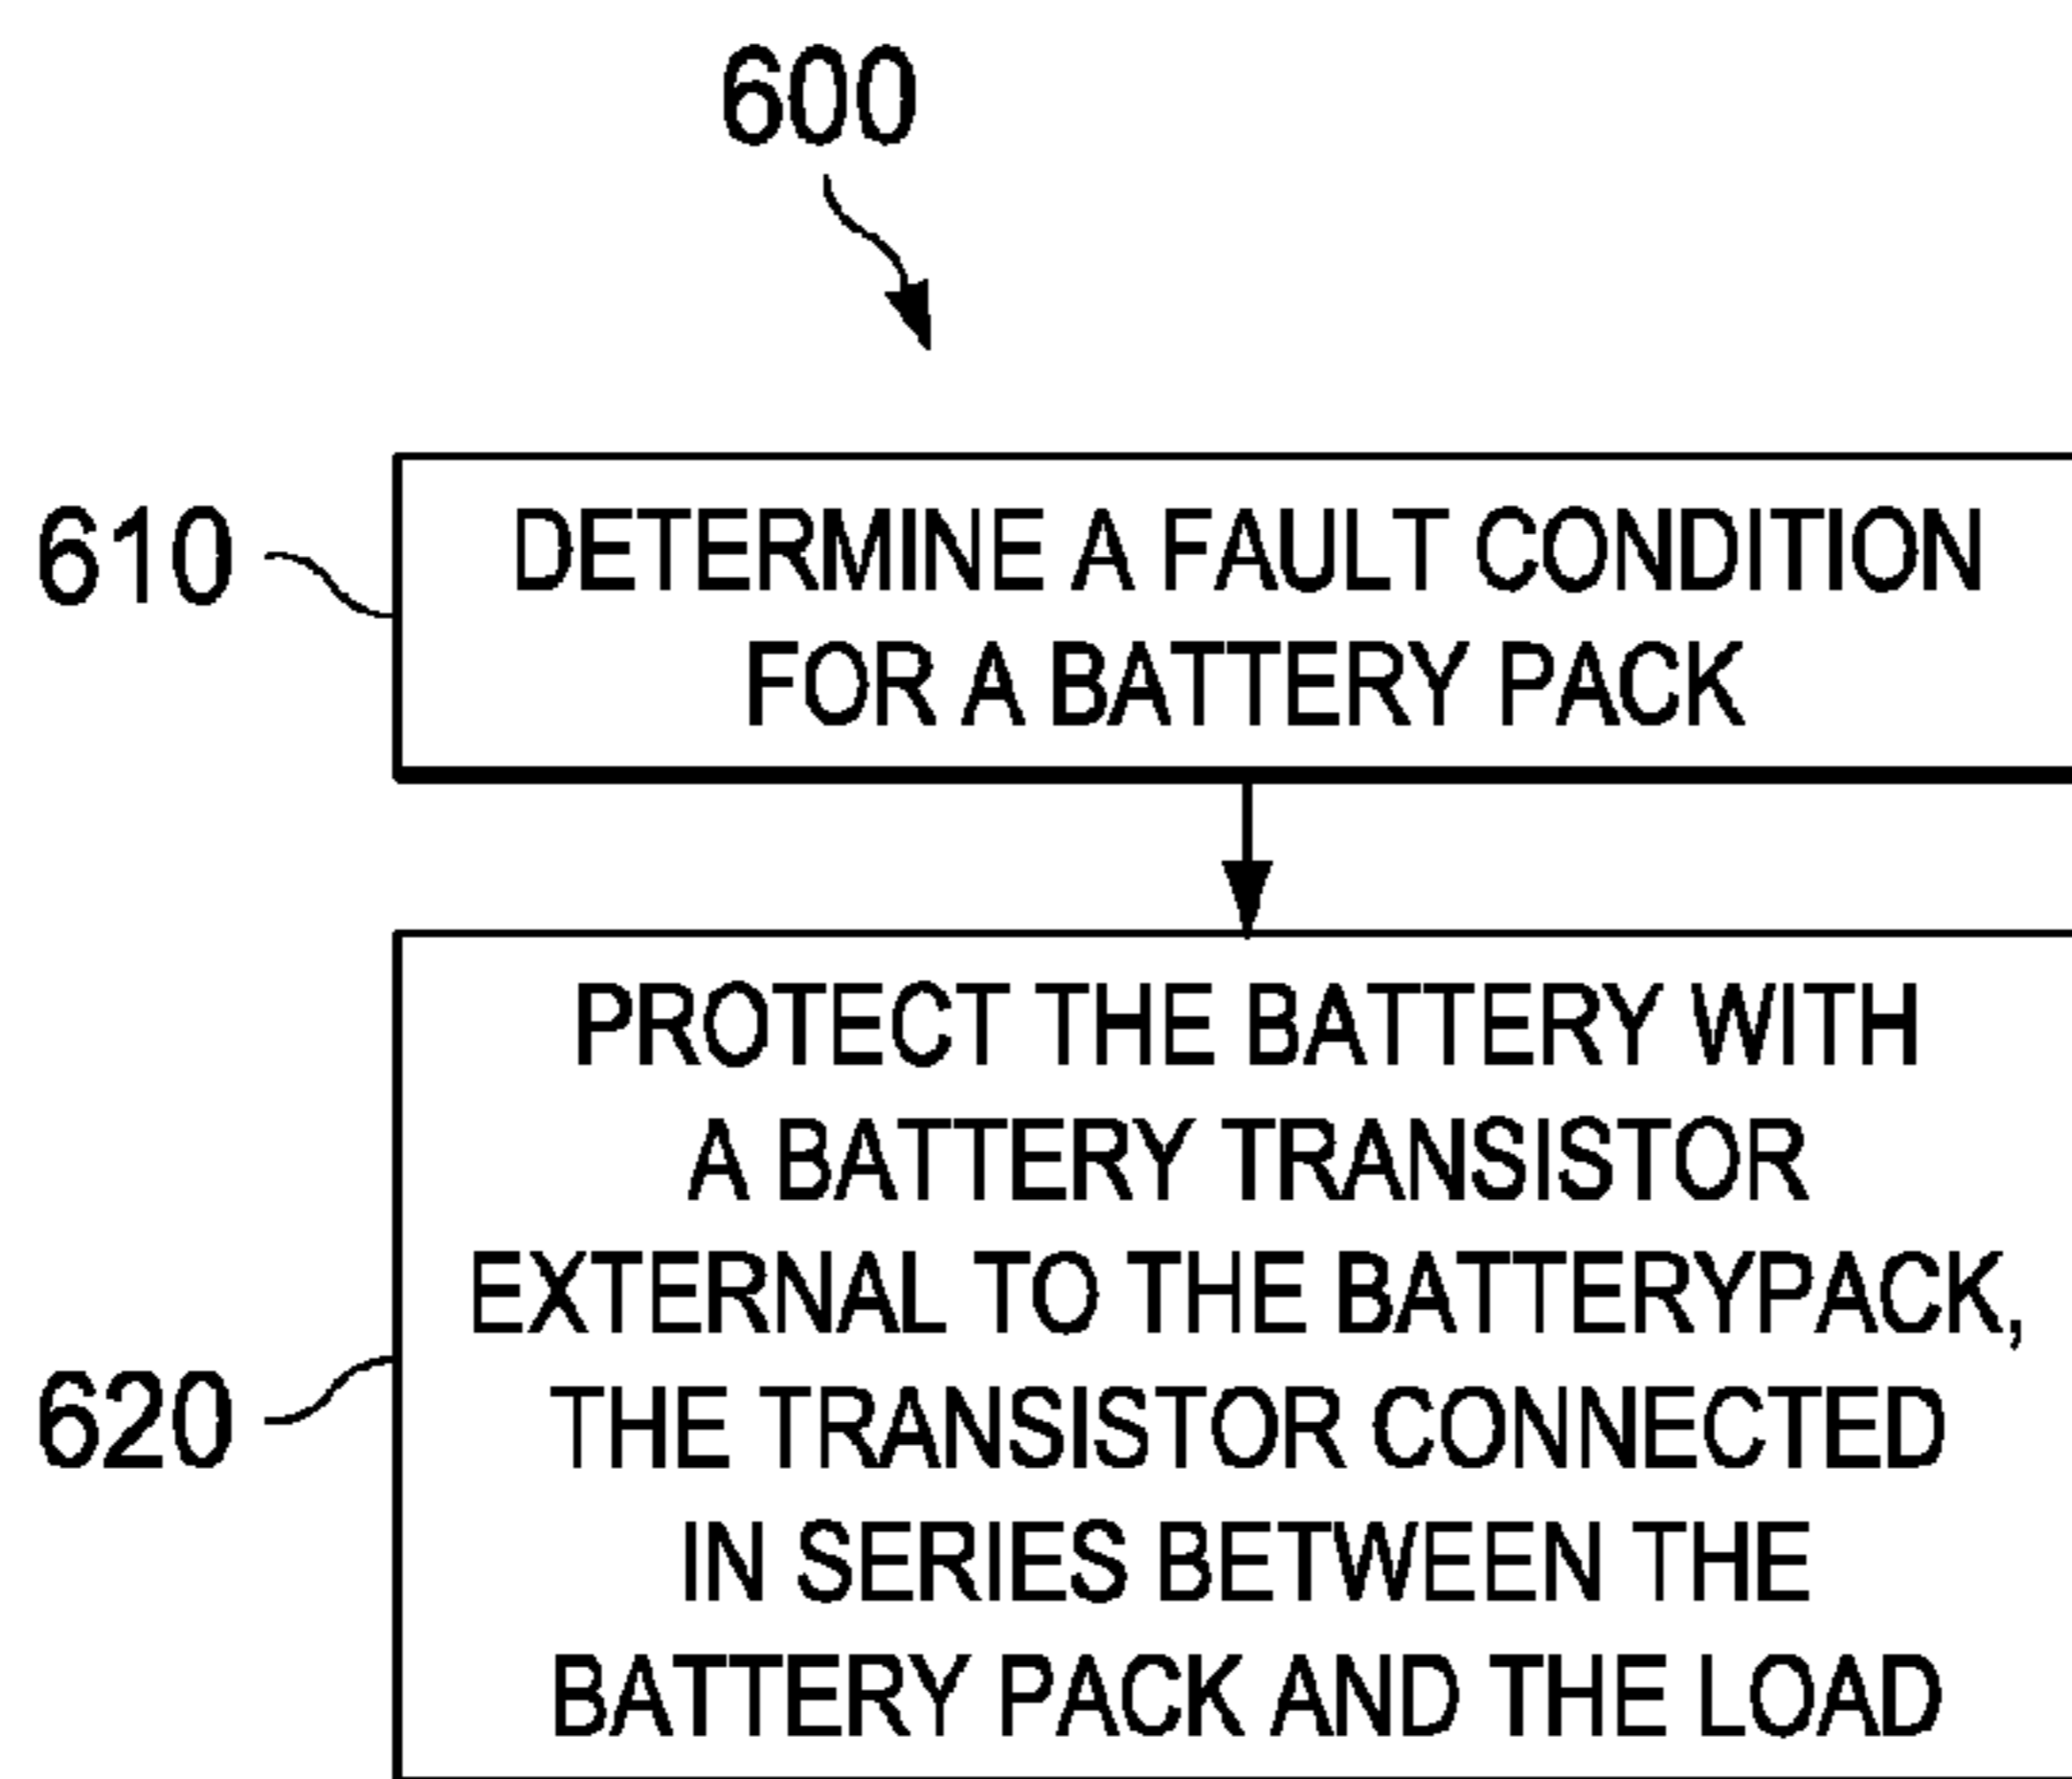 600
610
DETERMINE A FAULT CONDITION
FOR A BATTERY PACK
620
PROTECT THE BATTERY WITH
A BATTERY TRANSISTOR
EXTERNAL TO THE BATTERYPACK,
THE TRANSISTOR CONNECTED
IN SERIES BETWEEN THE
BATTERY PACK AND THE LOAD